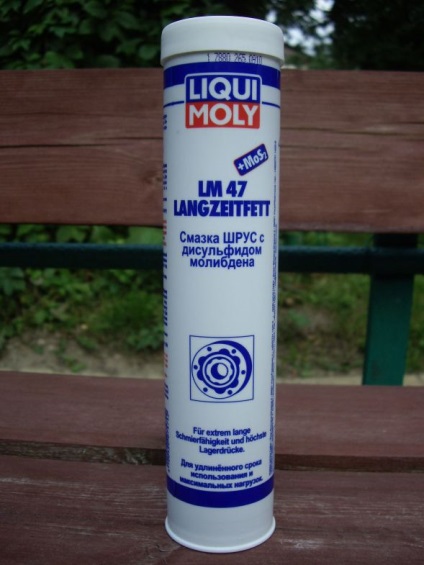 LIQUI
MOLY
+MoS₂
LM 47
LANGZEITFETT
Смазка ШРУС с
дисульфидом
молибдена
Für extrem lange
Schmierfähigkeit und höchste
Lagerdrücke.
Для удлинённого срока
использования и
максимальных нагрузок.